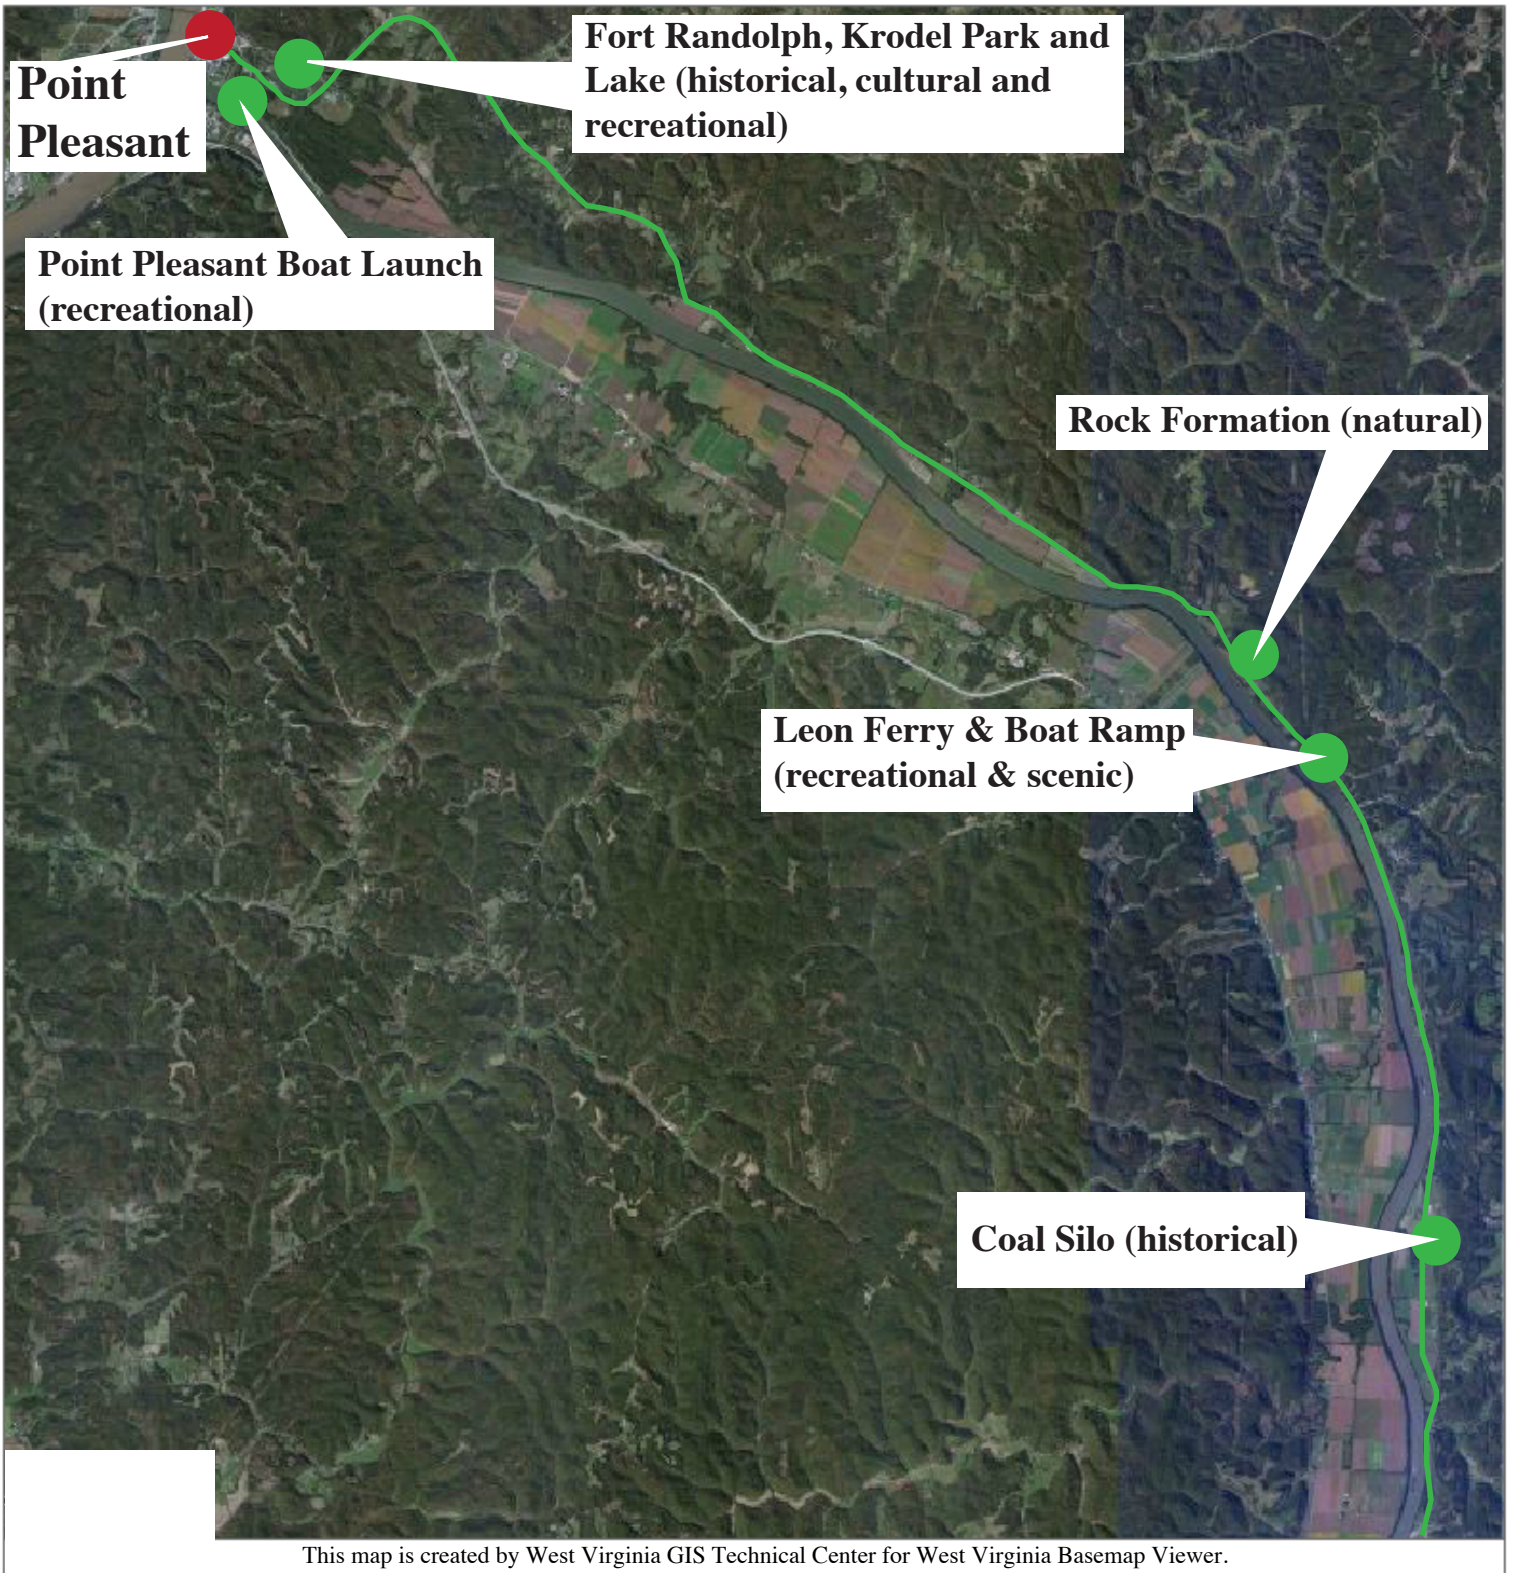 Point
Pleasant
Fort Randolph, Krodel Park and
Lake (historical, cultural and
recreational)
Point Pleasant Boat Launch
(recreational)
Rock Formation (natural)
Leon Ferry & Boat Ramp
(recreational & scenic)
Coal Silo (historical)
This map is created by West Virginia GIS Technical Center for West Virginia Basemap Viewer.